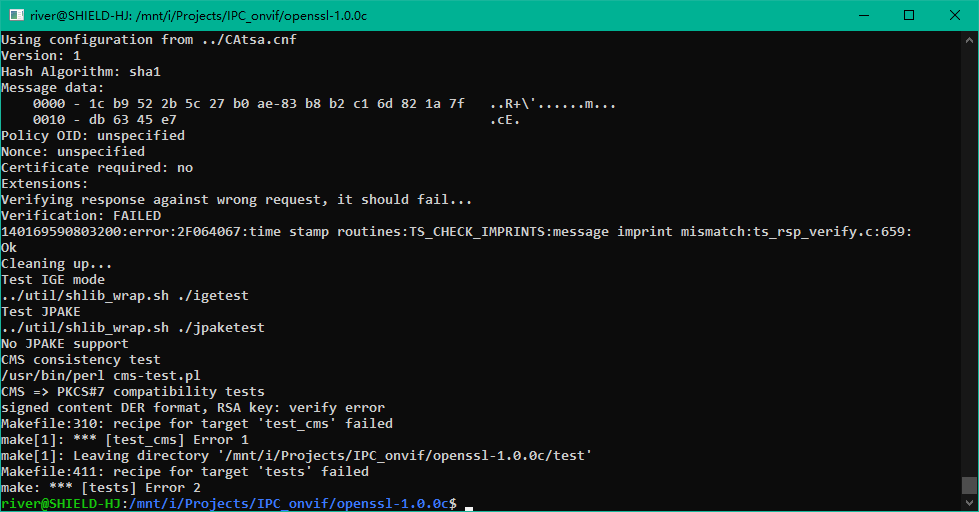 river@SHIELD-HJ: /mnt/i/Projects/IPC_onvif/openssl-1.0.0c
Using configuration from ../CAtsa.cnf
Version: 1
Hash Algorithm: sha1
Message data:
    0000 - 1c b9 52 2b 5c 27 b0 ae-83 b8 b2 c1 6d 82 1a 7f   ..R+\'......m...
    0010 - db 63 45 e7                                       .cE.
Policy OID: unspecified
Nonce: unspecified
Certificate required: no
Extensions:
Verifying response against wrong request, it should fail...
Verification: FAILED
140169590803200:error:2F064067:time stamp routines:TS_CHECK_IMPRINTS:message imprint mismatch:ts_rsp_verify.c:659:
Ok
Cleaning up...
Test IGE mode
../util/shlib_wrap.sh ./igetest
Test JPAKE
../util/shlib_wrap.sh ./jpaketest
No JPAKE support
CMS consistency test
/usr/bin/perl cms-test.pl
CMS => PKCS#7 compatibility tests
signed content DER format, RSA key: verify error
Makefile:310: recipe for target 'test_cms' failed
make[1]: *** [test_cms] Error 1
make[1]: Leaving directory '/mnt/i/Projects/IPC_onvif/openssl-1.0.0c/test'
Makefile:411: recipe for target 'tests' failed
make: *** [tests] Error 2
river@SHIELD-HJ:/mnt/i/Projects/IPC_onvif/openssl-1.0.0c$